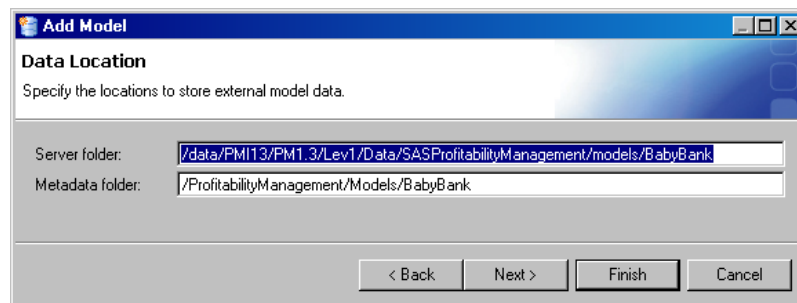 Add Model
Data Location
Specify the locations to store external model data.
Server folder: /data/PMI13/PM1.3/Lev1/Data/SASProfitabilityManagement/models/BabyBank
Metadata folder: /ProfitabilityManagement/Models/BabyBank
< Back Next > Finish Cancel